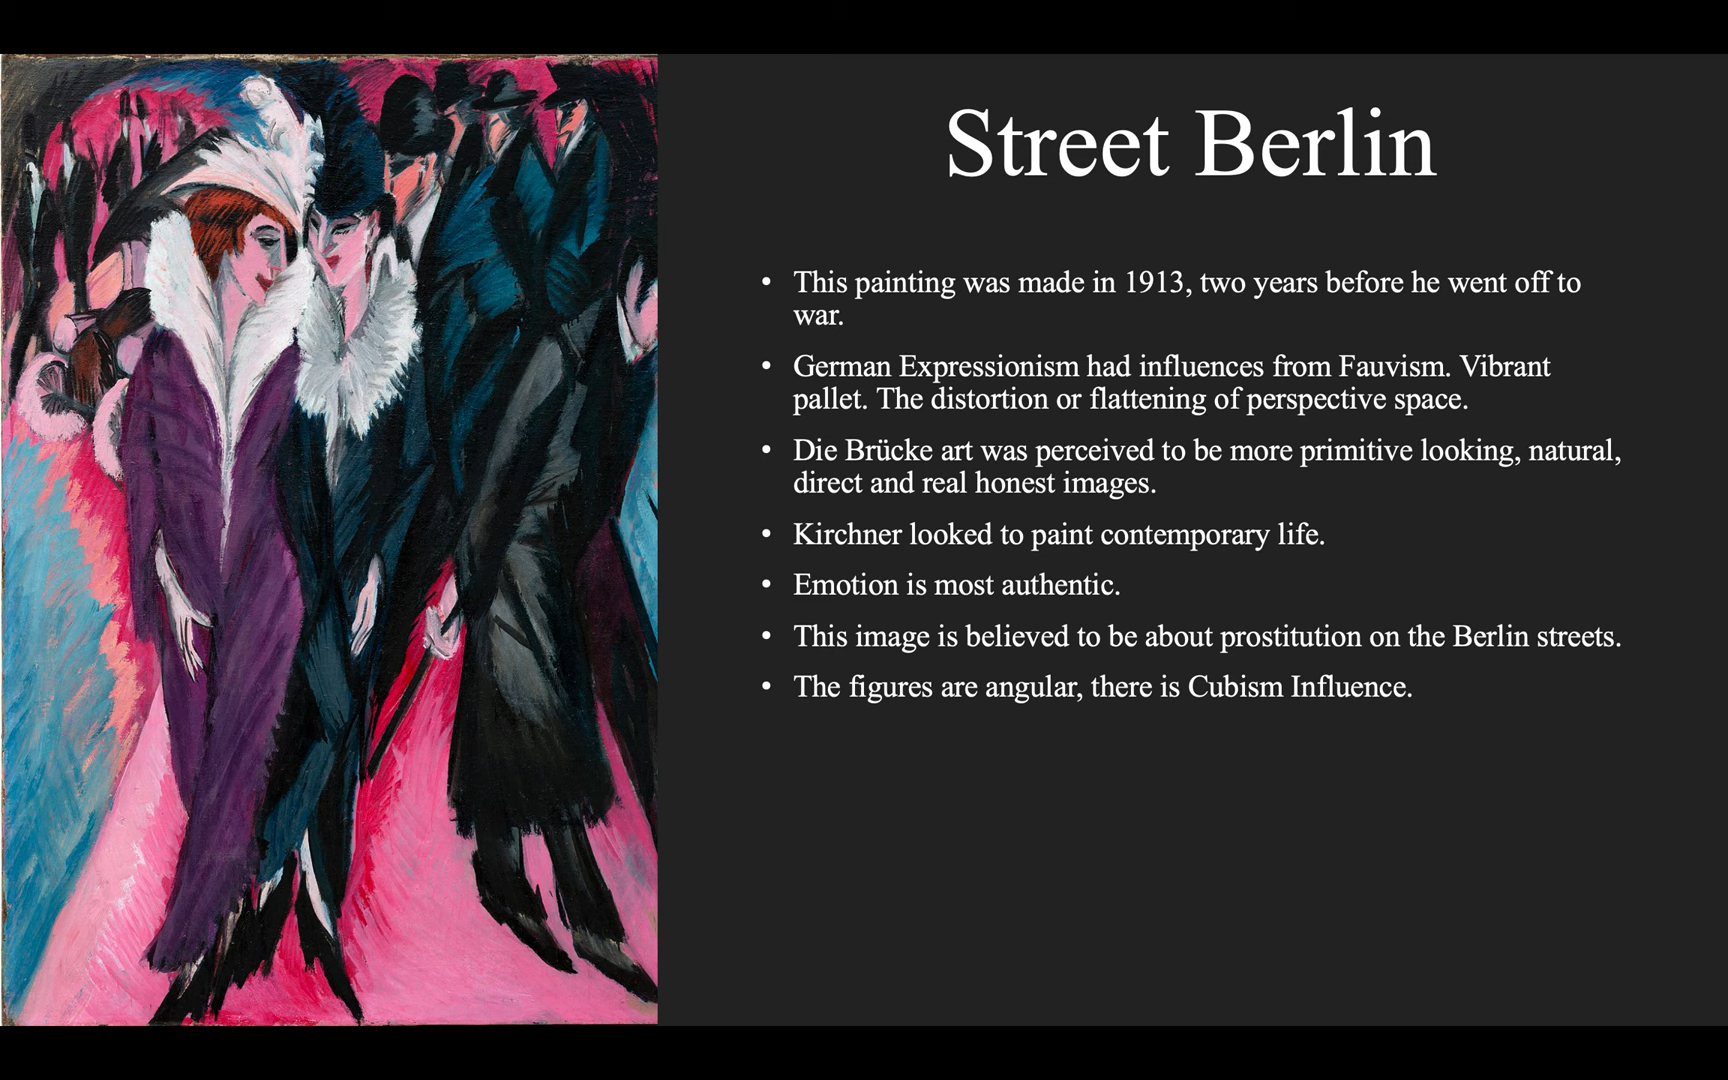 Street Berlin
• This painting was made in 1913, two years before he went off to
war.
• German Expressionism had influences from Fauvism. Vibrant
pallet. The distortion or flattening of perspective space.
• Die Brücke art was perceived to be more primitive looking, natural,
direct and real honest images.
• Kirchner looked to paint contemporary life.
• Emotion is most authentic.
• This image is believed to be about prostitution on the Berlin streets.
• The figures are angular, there is Cubism Influence.